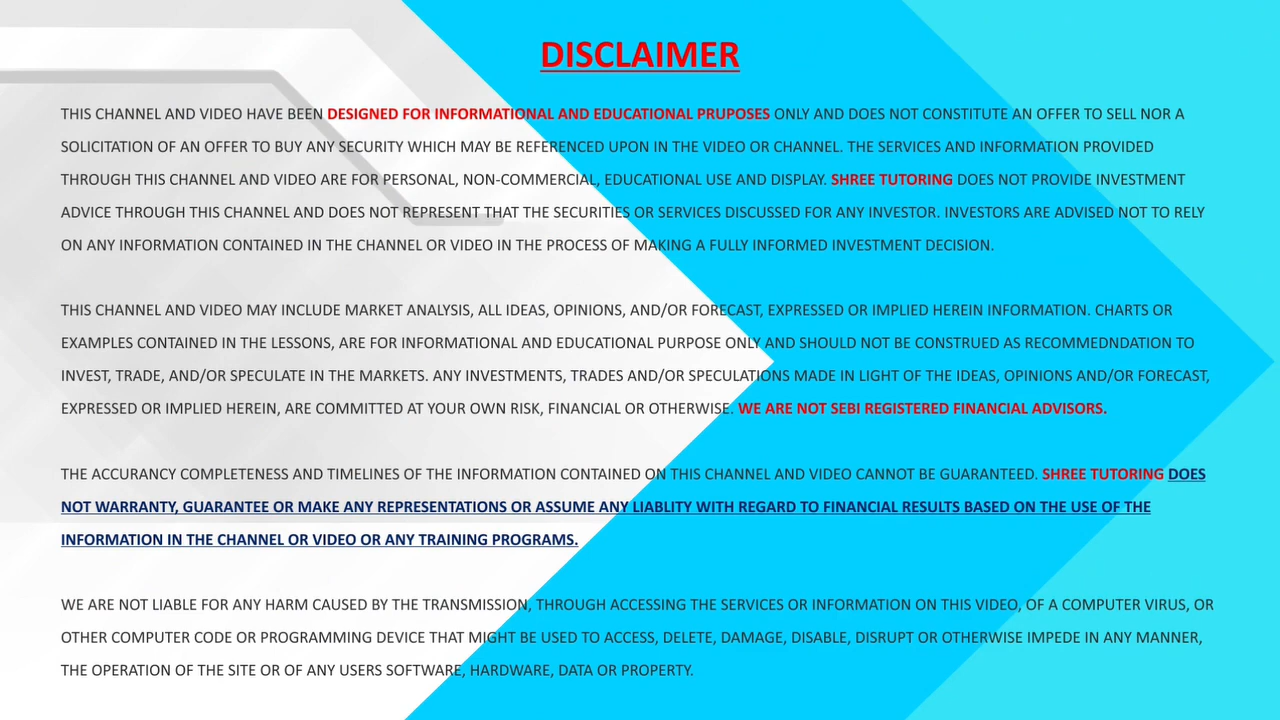 DISCLAIMER
THIS CHANNEL AND VIDEO HAVE BEEN DESIGNED FOR INFORMATIONAL AND EDUCATIONAL PRUPOSES ONLY AND DOES NOT CONSTITUTE AN OFFER TO SELL NOR A
SOLICITATION OF AN OFFER TO BUY ANY SECURITY WHICH MAY BE REFERENCED UPON IN THE VIDEO OR CHANNEL. THE SERVICES AND INFORMATION PROVIDED
THROUGH THIS CHANNEL AND VIDEO ARE FOR PERSONAL, NON-COMMERCIAL, EDUCATIONAL USE AND DISPLAY. SHREE TUTORING DOES NOT PROVIDE INVESTMENT
ADVICE THROUGH THIS CHANNEL AND DOES NOT REPRESENT THAT THE SECURITIES OR SERVICES DISCUSSED FOR ANY INVESTOR. INVESTORS ARE ADVISED NOT TO RELY
ON ANY INFORMATION CONTAINED IN THE CHANNEL OR VIDEO IN THE PROCESS OF MAKING A FULLY INFORMED INVESTMENT DECISION.
THIS CHANNEL AND VIDEO MAY INCLUDE MARKET ANALYSIS, ALL IDEAS, OPINIONS, AND/OR FORECAST, EXPRESSED OR IMPLIED HEREIN INFORMATION. CHARTS OR
EXAMPLES CONTAINED IN THE LESSONS, ARE FOR INFORMATIONAL AND EDUCATIONAL PURPOSE ONLY AND SHOULD NOT BE CONSTRUED AS RECOMMEDNDATION TO
INVEST, TRADE, AND/OR SPECULATE IN THE MARKETS. ANY INVESTMENTS, TRADES AND/OR SPECULATIONS MADE IN LIGHT OF THE IDEAS, OPINIONS AND/OR FORECAST,
EXPRESSED OR IMPLIED HEREIN, ARE COMMITTED AT YOUR OWN RISK, FINANCIAL OR OTHERWISE. WE ARE NOT SEBI REGISTERED FINANCIAL ADVISORS.
THE ACCURANCY COMPLETENESS AND TIMELINES OF THE INFORMATION CONTAINED ON THIS CHANNEL AND VIDEO CANNOT BE GUARANTEED. SHREE TUTORING DOES
NOT WARRANTY, GUARANTEE OR MAKE ANY REPRESENTATIONS OR ASSUME ANY LIABLITY WITH REGARD TO FINANCIAL RESULTS BASED ON THE USE OF THE
INFORMATION IN THE CHANNEL OR VIDEO OR ANY TRAINING PROGRAMS.
WE ARE NOT LIABLE FOR ANY HARM CAUSED BY THE TRANSMISSION, THROUGH ACCESSING THE SERVICES OR INFORMATION ON THIS VIDEO, OF A COMPUTER VIRUS, OR
OTHER COMPUTER CODE OR PROGRAMMING DEVICE THAT MIGHT BE USED TO ACCESS, DELETE, DAMAGE, DISABLE, DISRUPT OR OTHERWISE IMPEDE IN ANY MANNER,
THE OPERATION OF THE SITE OR OF ANY USERS SOFTWARE, HARDWARE, DATA OR PROPERTY.